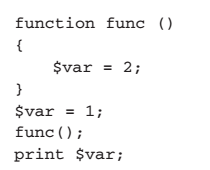 function func ()
{
    $var = 2;
}
$var = 1;
func();
print $var;